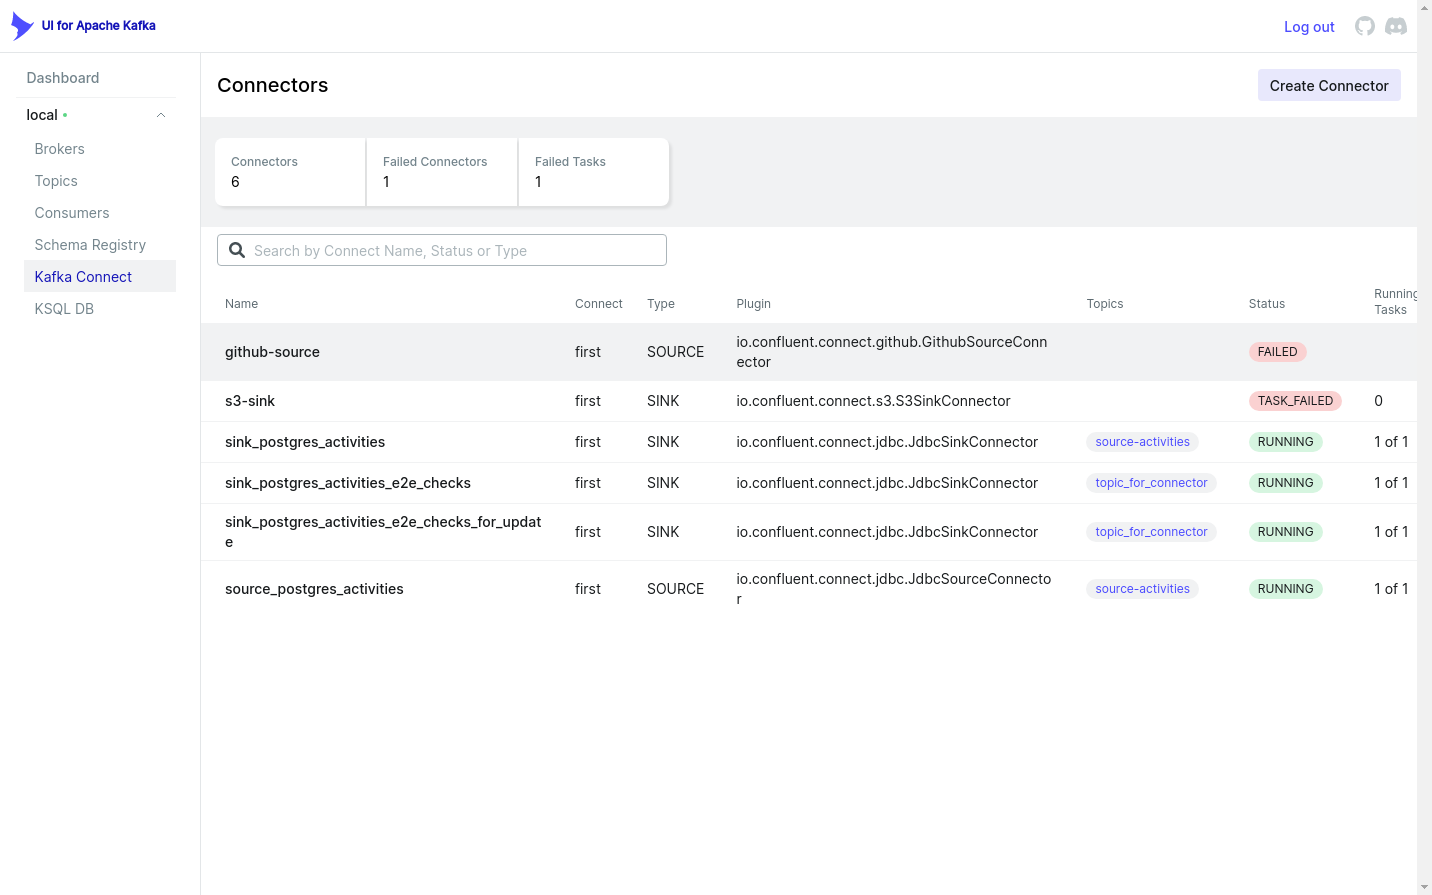 UI for Apache Kafka
Log out
Dashboard
local
Brokers
Topics
Consumers
Schema Registry
Kafka Connect
KSQL DB
Connectors
Create Connector
Connectors
6
Failed Connectors
1
Failed Tasks
1
Search by Connect Name, Status or Type
Name Connect Type Plugin Topics Status Running
Tasks
github-source first SOURCE io.confluent.connect.github.GithubSourceConn
ector FAILED
s3-sink first SINK io.confluent.connect.s3.S3SinkConnector TASK_FAILED 0
sink_postgres_activities first SINK io.confluent.connect.jdbc.JdbcSinkConnector source-activities RUNNING 1 of 1
sink_postgres_activities_e2e_checks first SINK io.confluent.connect.jdbc.JdbcSinkConnector topic_for_connector RUNNING 1 of 1
sink_postgres_activities_e2e_checks_for_updat
e first SINK io.confluent.connect.jdbc.JdbcSinkConnector topic_for_connector RUNNING 1 of 1
source_postgres_activities first SOURCE io.confluent.connect.jdbc.JdbcSourceConnecto
r source-activities RUNNING 1 of 1